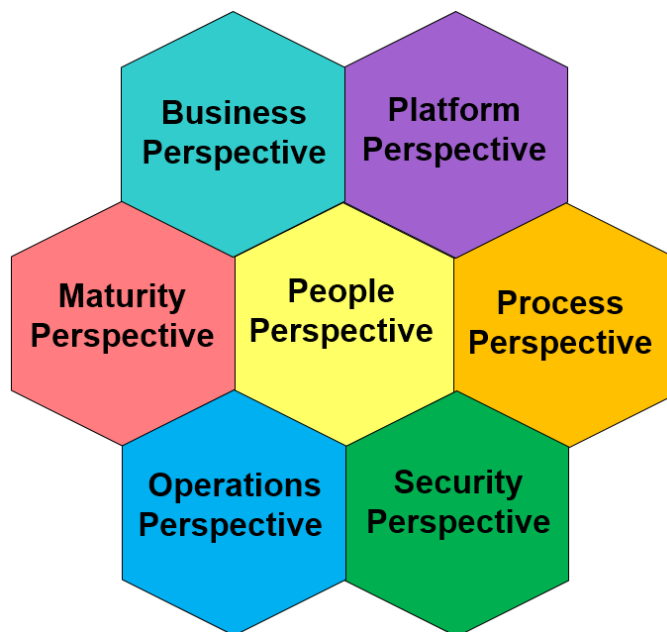 Business
Perspective
Platform
Perspective
Maturity
Perspective
People
Perspective
Process
Perspective
Operations
Perspective
Security
Perspective